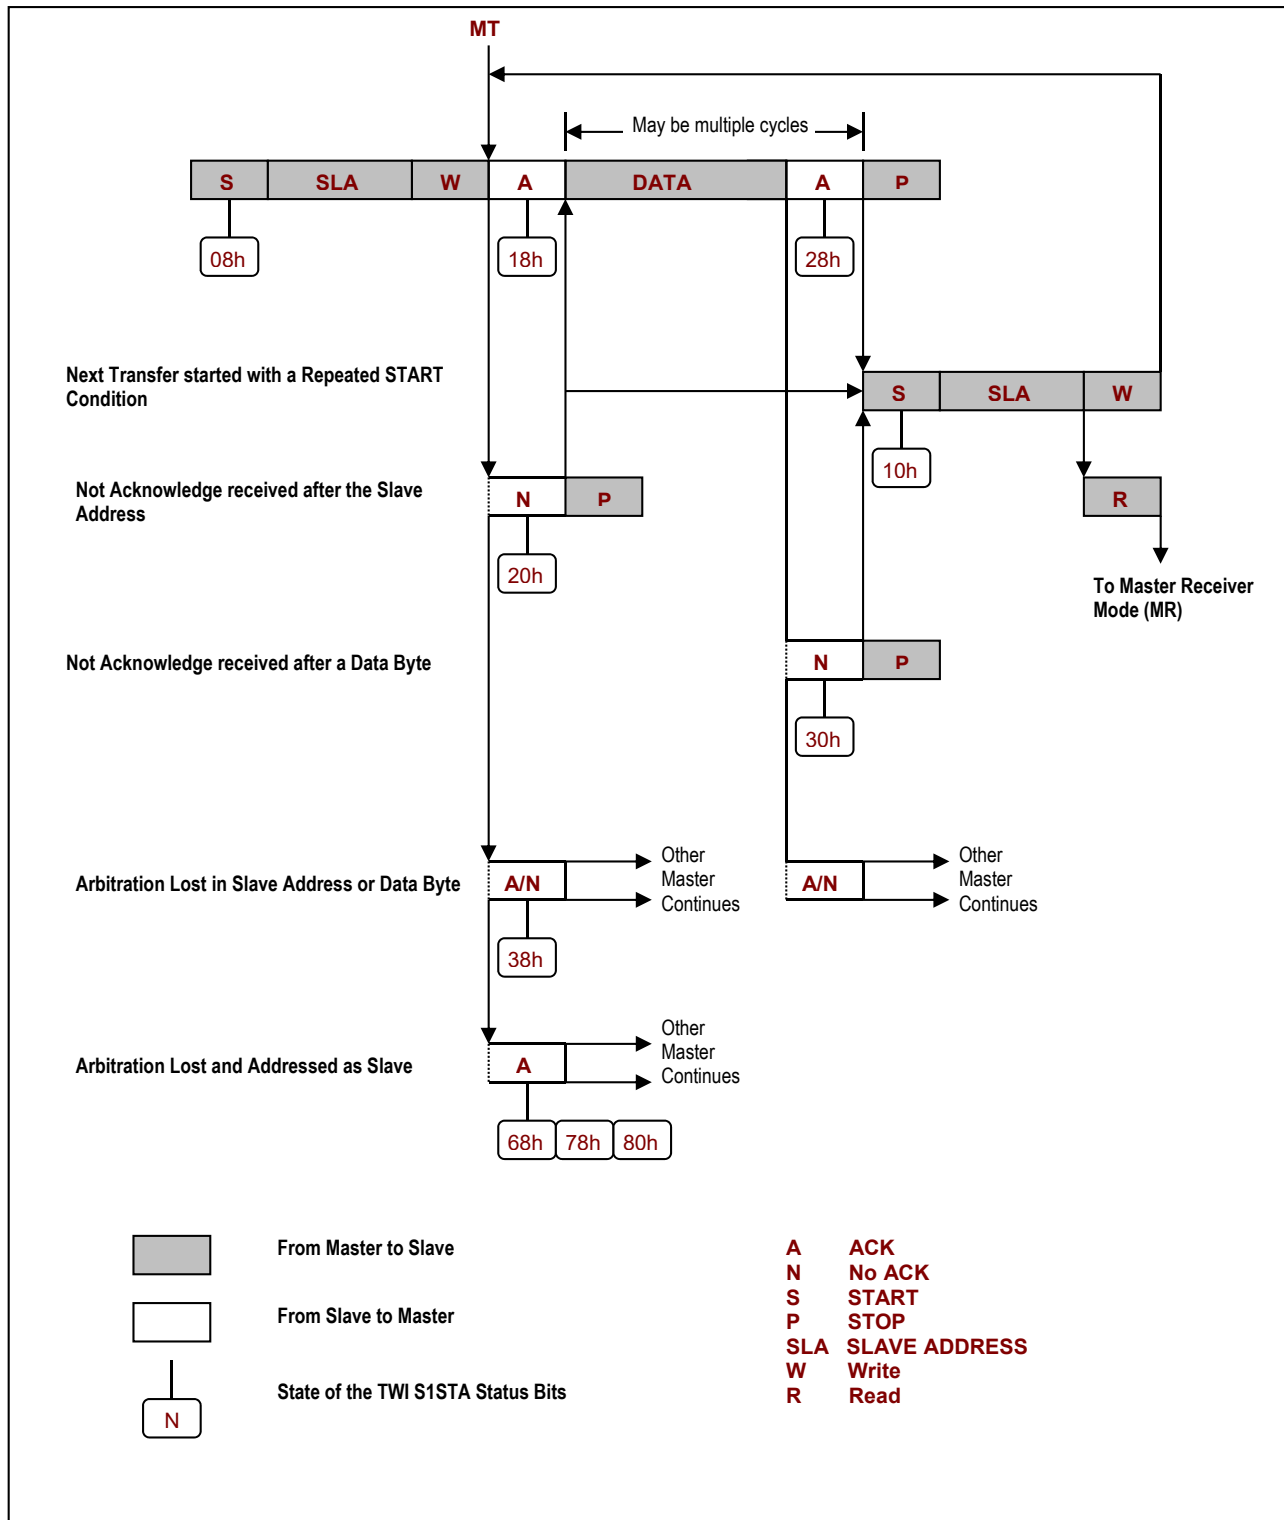 MT
May be multiple cycles
S SLA W A DATA A P
08h 18h 28h
Next Transfer started with a Repeated START
Condition
S SLA W
10h
Not Acknowledge received after the Slave
Address
N P
R
20h
To Master Receiver
Mode (MR)
Not Acknowledge received after a Data Byte
N P
30h
Arbitration Lost in Slave Address or Data Byte
A/N
Other
Master
Continues
A/N
Other
Master
Continues
38h
Arbitration Lost and Addressed as Slave
A
Other
Master
Continues
68h 78h 80h
From Master to Slave
From Slave to Master
N
State of the TWI S1STA Status Bits
A ACK
N No ACK
S START
P STOP
SLA SLAVE ADDRESS
W Write
R Read